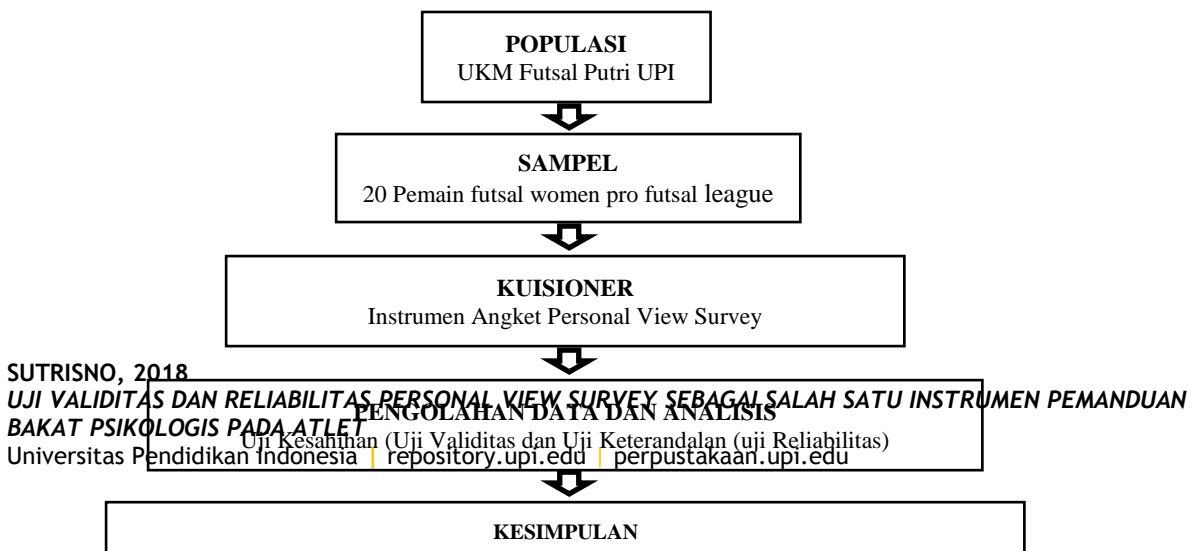 POPULASI
UKM Futsal Putri UPI
SAMPEL
20 Pemain futsal women pro futsal league
KUISIONER
Instrumen Angket Personal View Survey
SUTRISNO, 2018
UJI VALIDITAS DAN RELIABILITAS PERSONAL VIEW SURVEY SEBAGAI SALAH SATU INSTRUMEN PEMANDUAN
BAKAT PSIKOLOGIS PADA ATLET
Universitas Pendidikan Indonesia | repository.upi.edu | perpustakaan.upi.edu
PENGOLAHAN DATA DAN ANALISIS
Uji Kesahihan (Uji Validitas dan Uji Keterandalan (uji Reliabilitas)
KESIMPULAN